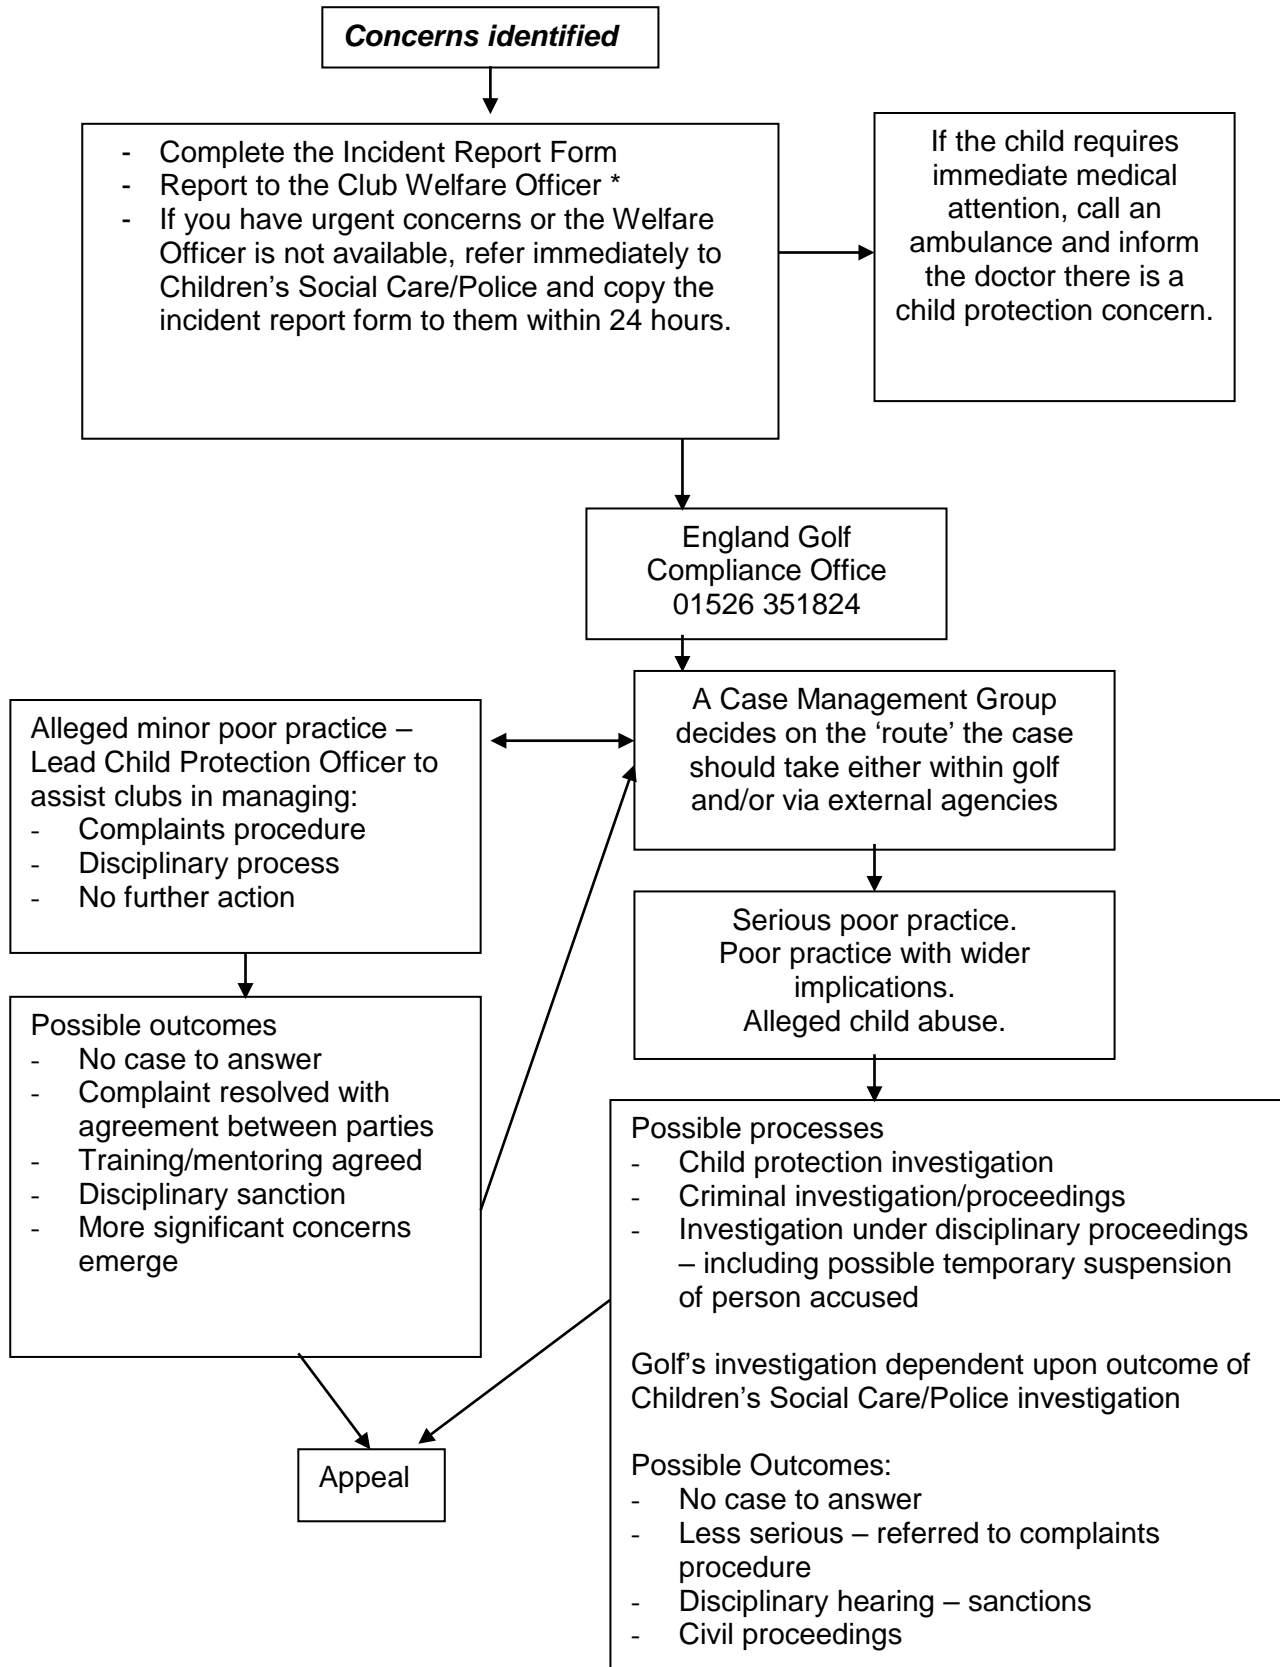 Concerns identified
- Complete the Incident Report Form
- Report to the Club Welfare Officer *
- If you have urgent concerns or the Welfare
Officer is not available, refer immediately to
Children’s Social Care/Police and copy the
incident report form to them within 24 hours.
If the child requires
immediate medical
attention, call an
ambulance and inform
the doctor there is a
child protection concern.
England Golf
Compliance Office
01526 351824
A Case Management Group
decides on the ‘route’ the case
should take either within golf
and/or via external agencies
Alleged minor poor practice –
Lead Child Protection Officer to
assist clubs in managing:
- Complaints procedure
- Disciplinary process
- No further action
Serious poor practice.
Poor practice with wider
implications.
Alleged child abuse.
Possible outcomes
- No case to answer
- Complaint resolved with
agreement between parties
- Training/mentoring agreed
- Disciplinary sanction
- More significant concerns
emerge
Possible processes
- Child protection investigation
- Criminal investigation/proceedings
- Investigation under disciplinary proceedings
– including possible temporary suspension
of person accused
Golf’s investigation dependent upon outcome of
Children’s Social Care/Police investigation
Possible Outcomes:
- No case to answer
- Less serious – referred to complaints
procedure
- Disciplinary hearing – sanctions
- Civil proceedings
Appeal